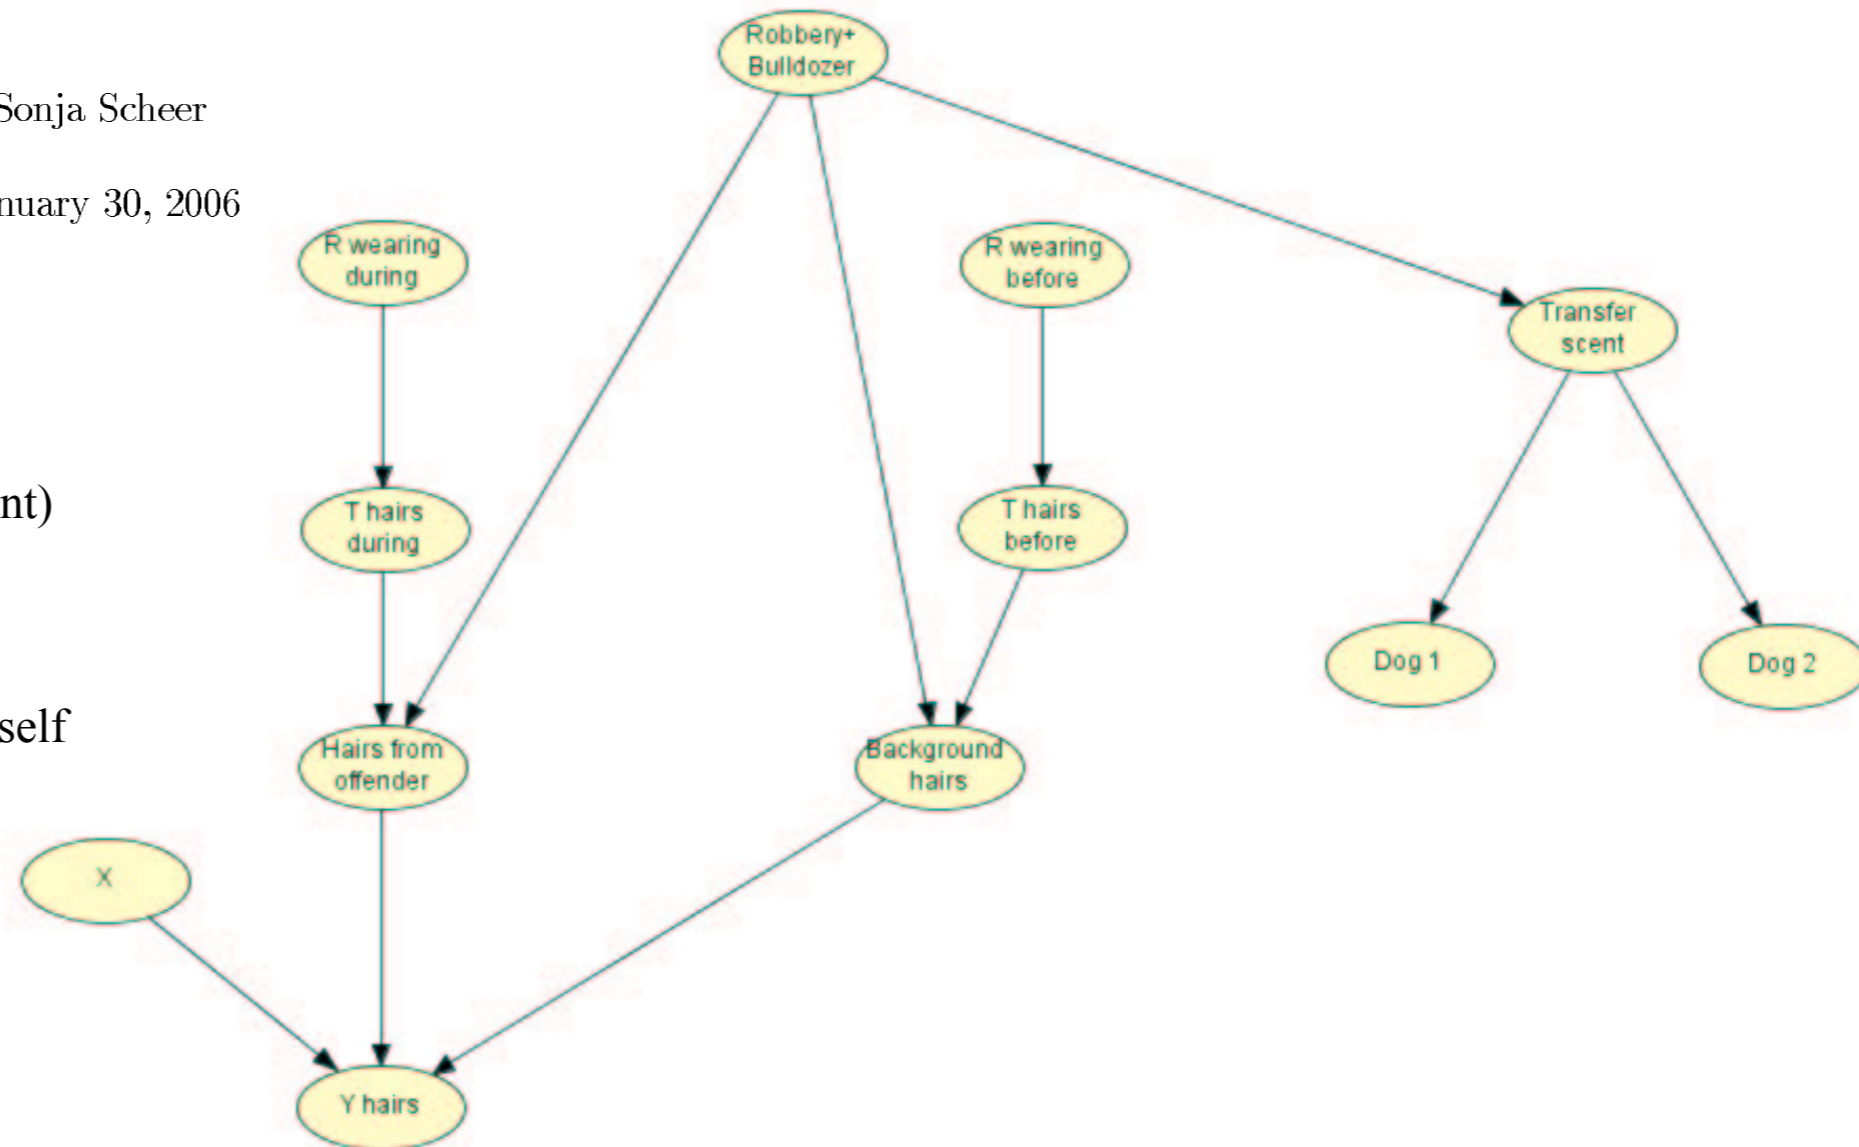 Robbery+
Bulldozer
Sonja Scheer
nuary 30, 2006
R wearing
during
R wearing
before
Transfer
scent
nt)
T hairs
during
T hairs
before
Dog 1
Dog 2
self
Hairs from
offender
Background
hairs
X
Y hairs